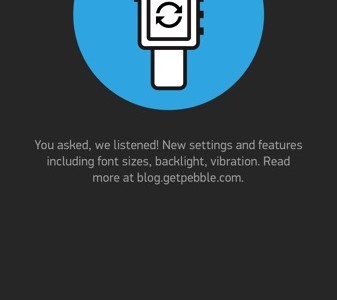 You asked, we listened! New settings and features
including font sizes, backlight, vibration. Read
more at blog.getpebble.com.